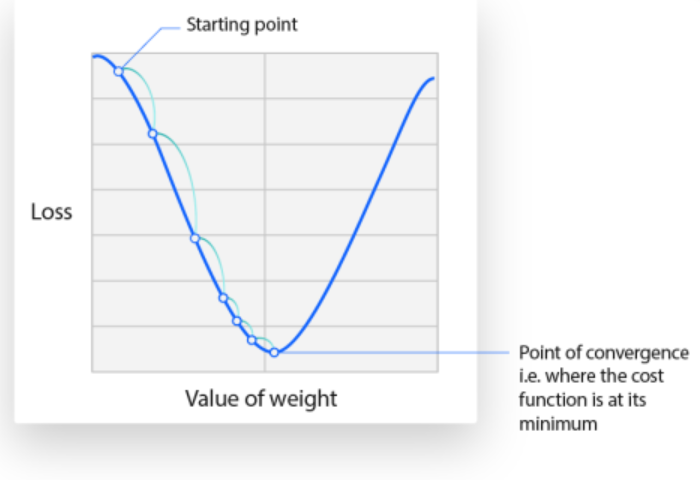 Starting point
Loss
Point of convergence
i.e. where the cost
function is at its
minimum
Value of weight